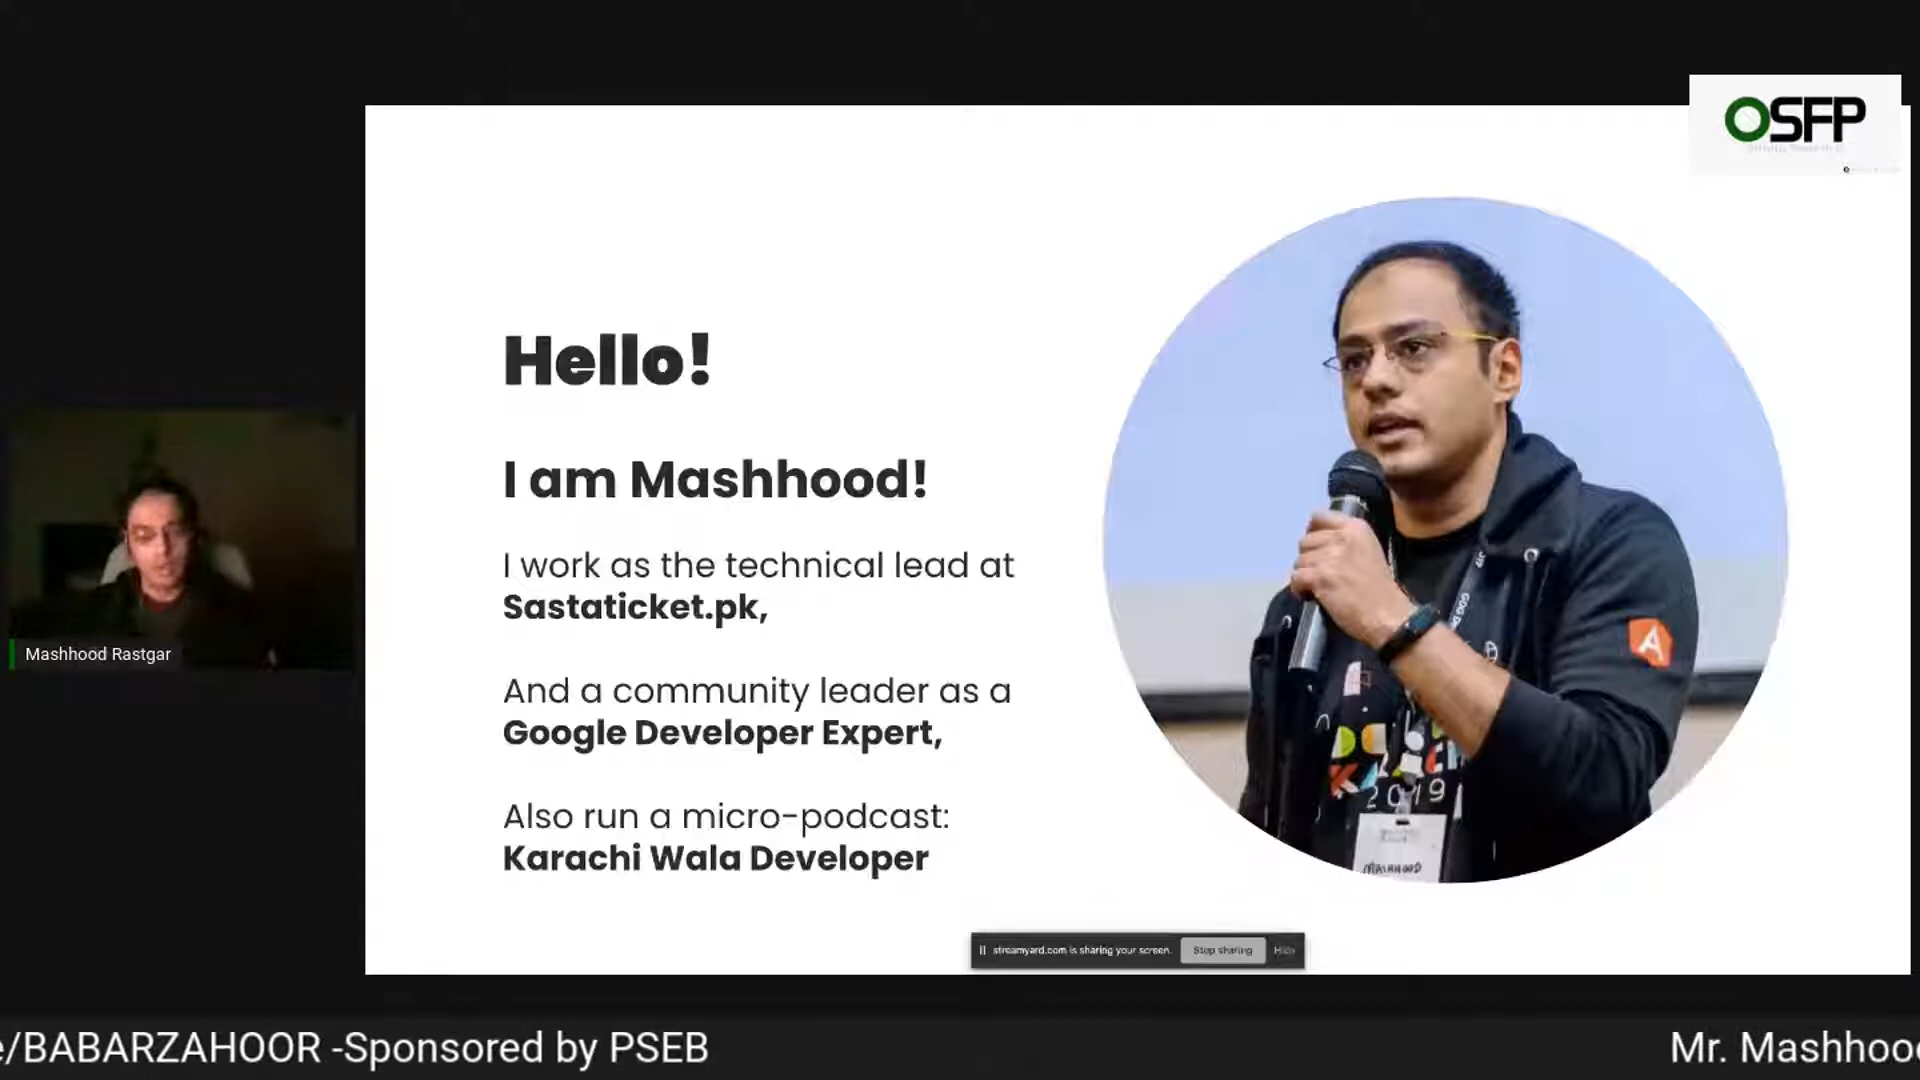 OSFP
Hello!
I am Mashhood!
I work as the technical lead at
Sastaticket.pk,
And a community leader as a
Google Developer Expert,
Also run a micro-podcast:
Karachi Wala Developer
2019
MASHHOOD
Mashhood Rastgar
streamyard.com is sharing your screen.
Stop sharing
Hide
e/BABARZAHOOR -Sponsored by PSEB
Mr. Mashhood